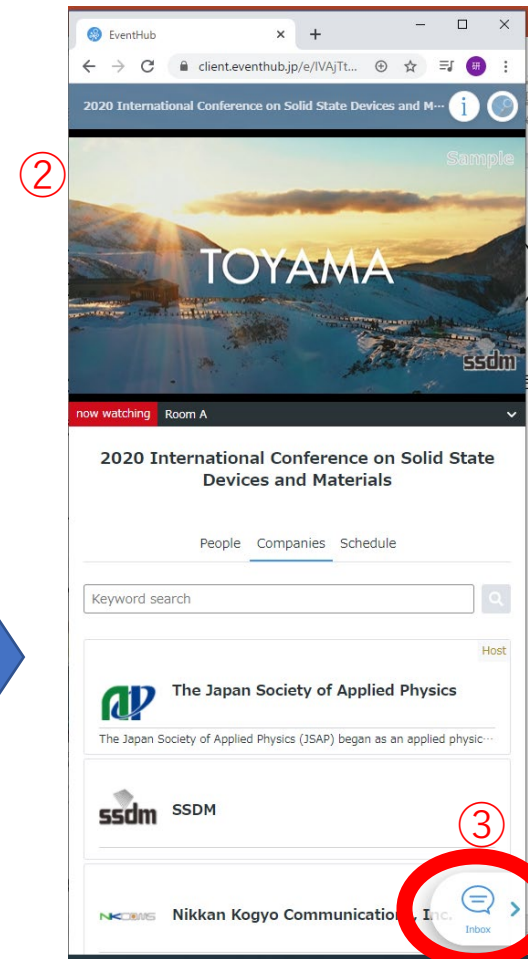 EventHub
client.eventhub.jp/e/IVAjTt...
研
2020 International Conference on Solid State Devices and M…
i
②
Sample
TOYAMA
ssdm
now watching Room A
2020 International Conference on Solid State
Devices and Materials
People Companies Schedule
Keyword search
Host
The Japan Society of Applied Physics
The Japan Society of Applied Physics (JSAP) began as an applied physic…
ssdm
SSDM
③
Nikkan Kogyo Communications, Inc.
Inbox